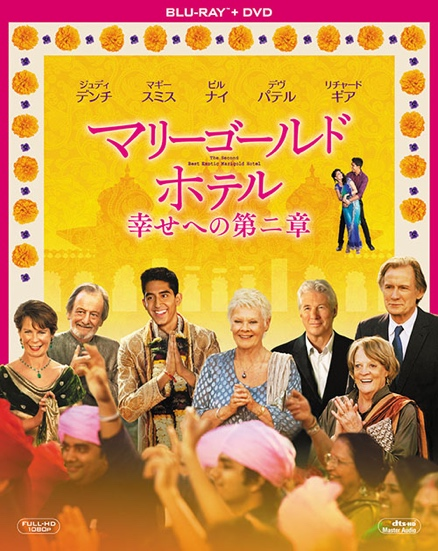 BLU-RAY™ + DVD
ジュディ マギー ビル デヴ リチャード
デンチ スミス ナイ パテル ギア
マリーゴールド
The Second
Best Exotic Marigold Hotel
ホテル
幸せへの第二章
FULL-HD
1080P
dts-HD
Master Audio